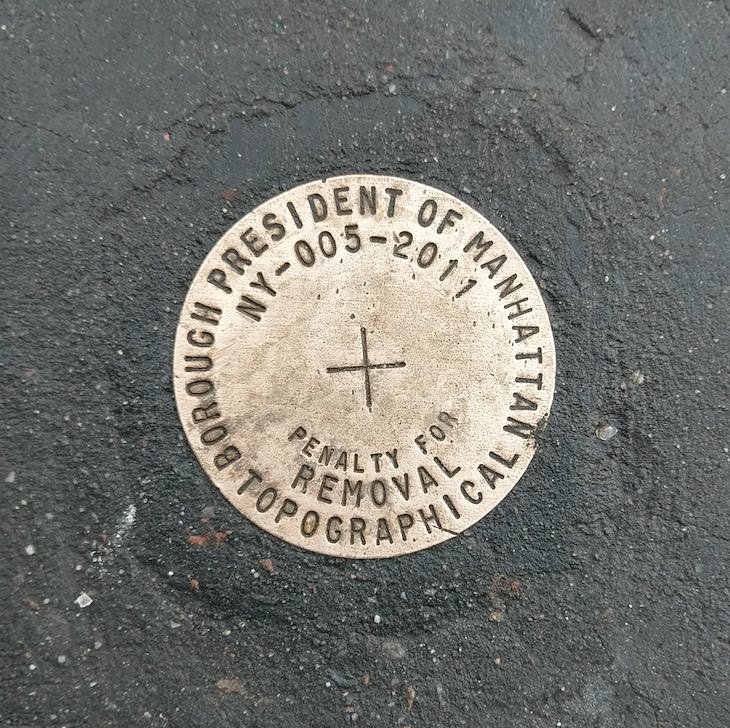 BOROUGH PRESIDENT OF MANHATTAN
NY-005-2011
PENALTY FOR
REMOVAL
TOPOGRAPHICAL